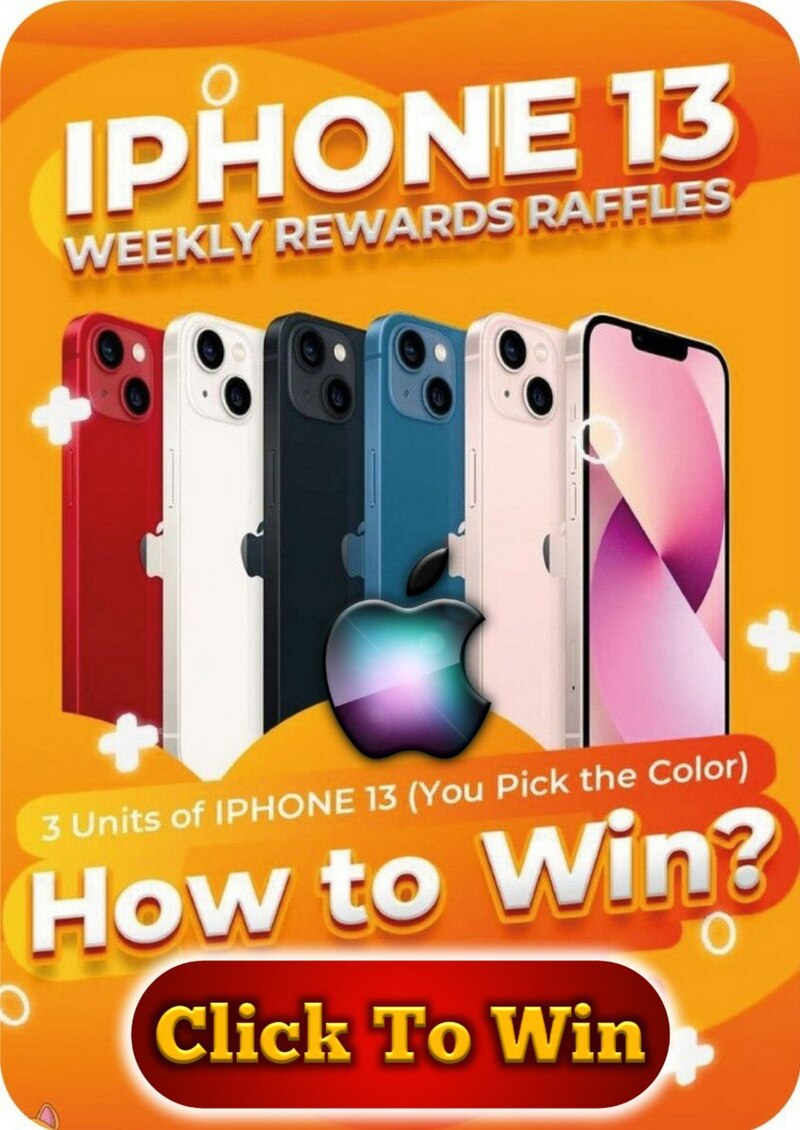 IPHONE 13
WEEKLY REWARDS RAFFLES
3 Units of IPHONE 13 (You Pick the Color)
How to Win?
Click To Win